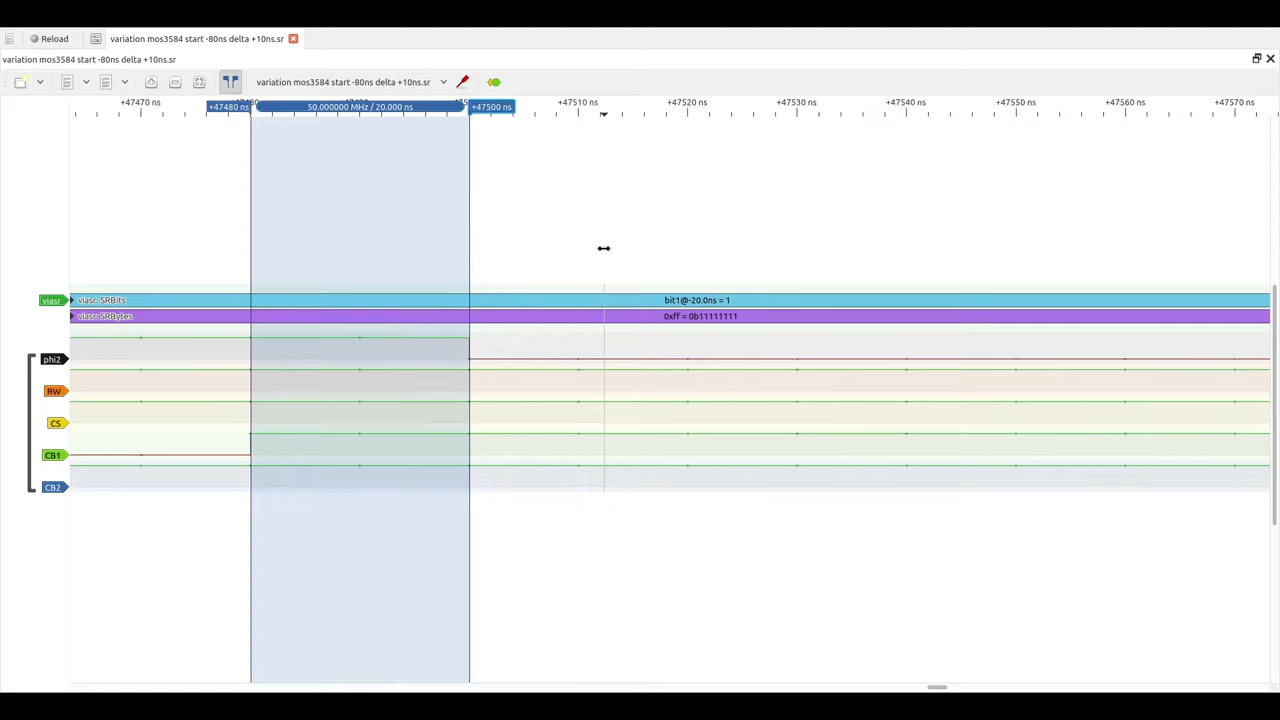 Reload
variation mos3584 start -80ns delta +10ns.sr
variation mos3584 start -80ns delta +10ns.sr
variation mos3584 start -80ns delta +10ns.sr
+47470 ns +47510 ns +47520 ns +47530 ns +47540 ns +47550 ns +47560 ns +47570 ns
+47480 ns 50.000000 MHz / 20.000 ns +47500 ns
viasr viasr: SRBits bit1@-20.0ns = 1
viasr: SRBytes 0xff = 0b11111111
phi2
RW
CS
CB1
CB2